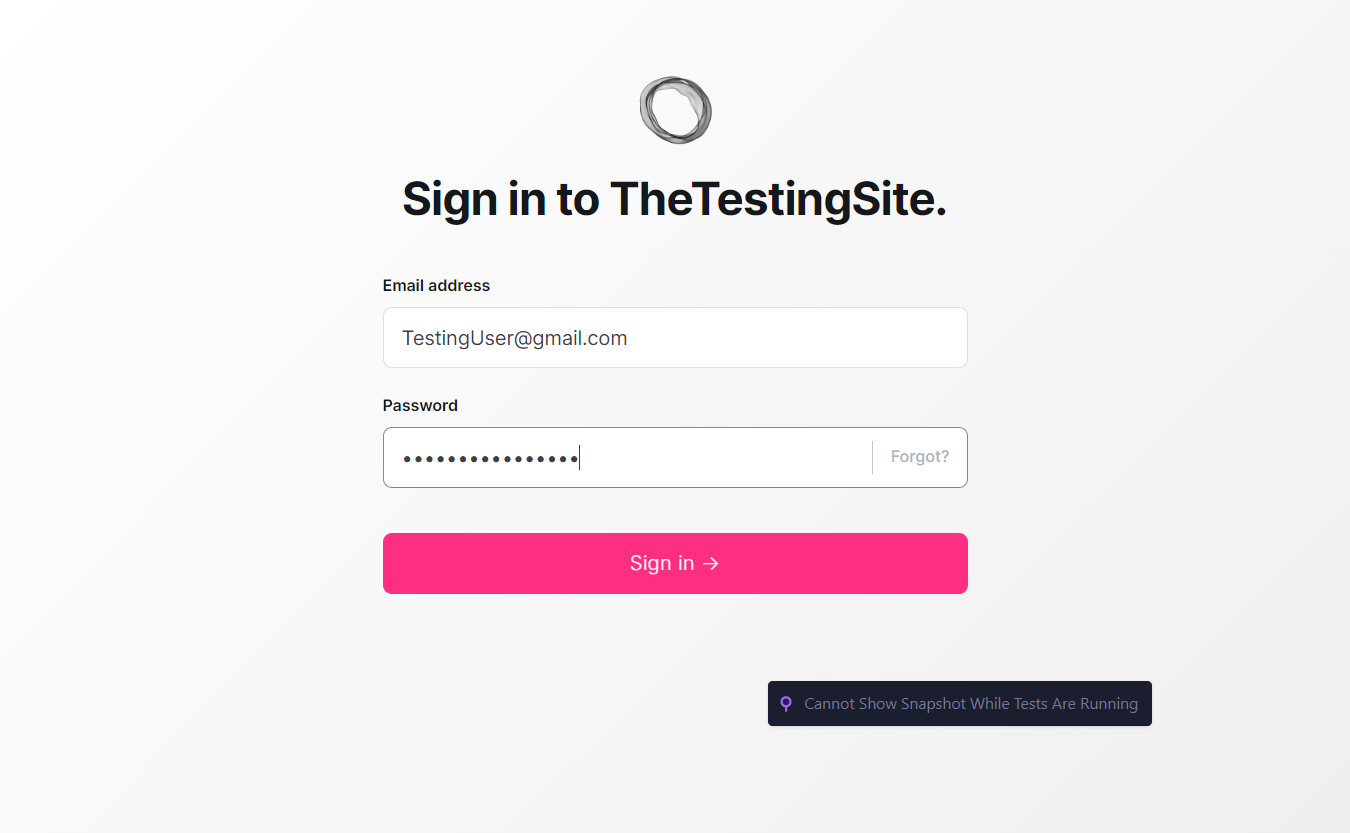 Sign in to TheTestingSite.
Email address
TestingUser@gmail.com
Password
••••••••••••••••
Forgot?
Sign in →
Cannot Show Snapshot While Tests Are Running